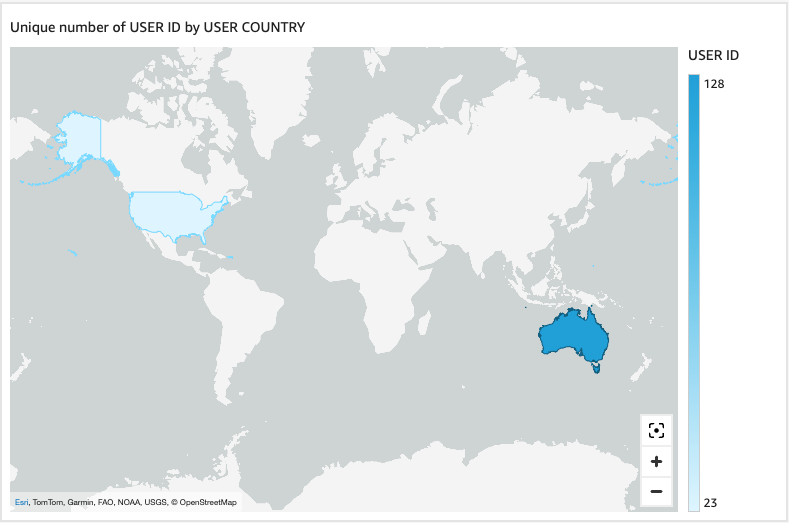 Unique number of USER ID by USER COUNTRY
USER ID
128
23
Esri, TomTom, Garmin, FAO, NOAA, USGS, © OpenStreetMap